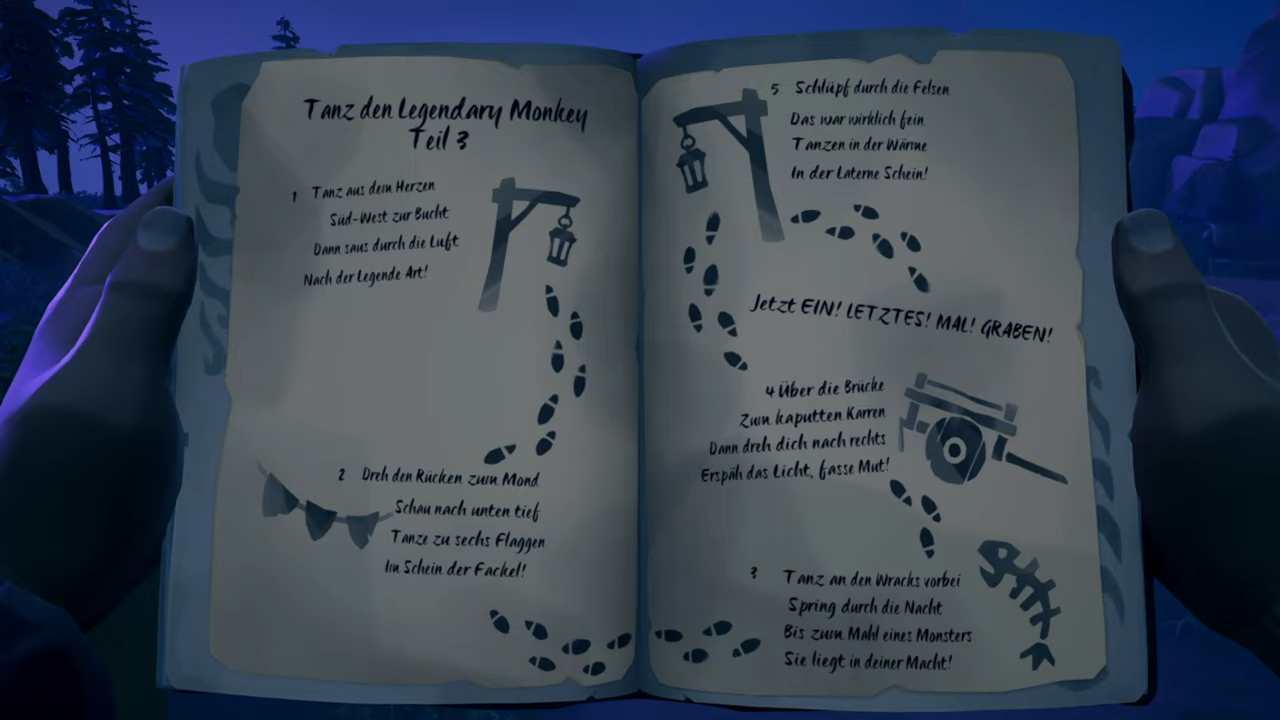 Tanz den Legendary Monkey
Teil 3
1 Tanz aus dem Herzen
Süd-West zur Bucht
Dann saus durch die Luft
Nach der Legende Art!
2 Dreh den Rücken zum Mond
Schau nach unten tief
Tanze zu sechs Flaggen
Im Schein der Fackel!
3 Tanz an den Wracks vorbei
Spring durch die Nacht
Bis zum Mahl eines Monsters
Sie liegt in deiner Macht!
4 Über die Brücke
Zum kaputten Karren
Dann dreh dich nach rechts
Erspäh das Licht, fasse Mut!
5 Schlüpf durch die Felsen
Das war wirklich fein
Tanzen in der Wärme
In der Laterne Schein!
Jetzt EIN! LETZTES! MAL! GRABEN!